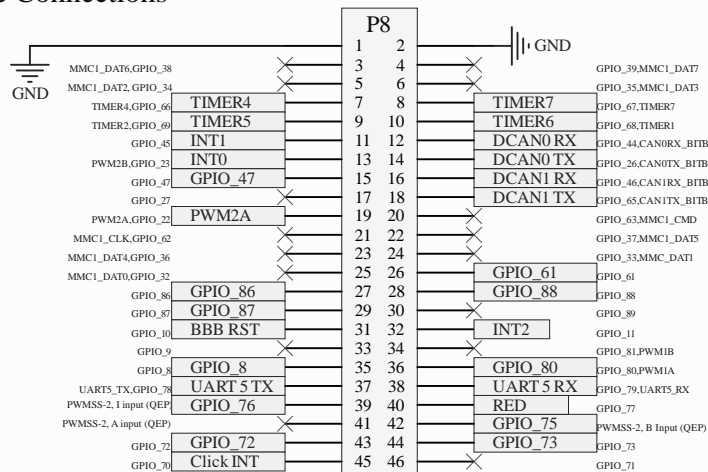 Connections
P8
1 2 GND
GND
MMC1_DAT6,GPIO_38 3 4 GPIO_39,MMC1_DAT7
MMC1_DAT2, GPIO_34 5 6 GPIO_35,MMC1_DAT3
TIMER4,GPIO_66 TIMER4 7 8 TIMER7 GPIO_67,TIMER7
TIMER2,GPIO_69 TIMER5 9 10 TIMER6 GPIO_68,TIMER1
GPIO_45 INT1 11 12 DCAN0 RX GPIO_44,CAN0RX_BITB
PWM2B,GPIO_23 INT0 13 14 DCAN0 TX GPIO_26,CAN0TX_BITB
GPIO_47 GPIO_47 15 16 DCAN1 RX GPIO_46,CAN1RX_BITB
GPIO_27 17 18 DCAN1 TX GPIO_65,CAN1TX_BITB
PWM2A,GPIO_22 PWM2A 19 20 GPIO_63,MMC1_CMD
MMC1_CLK,GPIO_62 21 22 GPIO_37,MMC1_DAT5
MMC1_DAT4,GPIO_36 23 24 GPIO_33,MMC_DAT1
MMC1_DAT0,GPIO_32 25 26 GPIO_61 GPIO_61
GPIO_86 GPIO_86 27 28 GPIO_88 GPIO_88
GPIO_87 GPIO_87 29 30 GPIO_89
GPIO_10 BBB RST 31 32 INT2 GPIO_11
GPIO_9 33 34 GPIO_81,PWM1B
GPIO_8 GPIO_8 35 36 GPIO_80 GPIO_80,PWM1A
UART5_TX,GPIO_78 UART 5 TX 37 38 UART 5 RX GPIO_79,UART5_RX
PWMSS-2, I input (QEP) GPIO_76 39 40 RED GPIO_77
PWMSS-2, A input (QEP) 41 42 GPIO_75 PWMSS-2, B Input (QEP)
GPIO_72 GPIO_72 43 44 GPIO_73 GPIO_73
GPIO_70 Click INT 45 46 GPIO_71